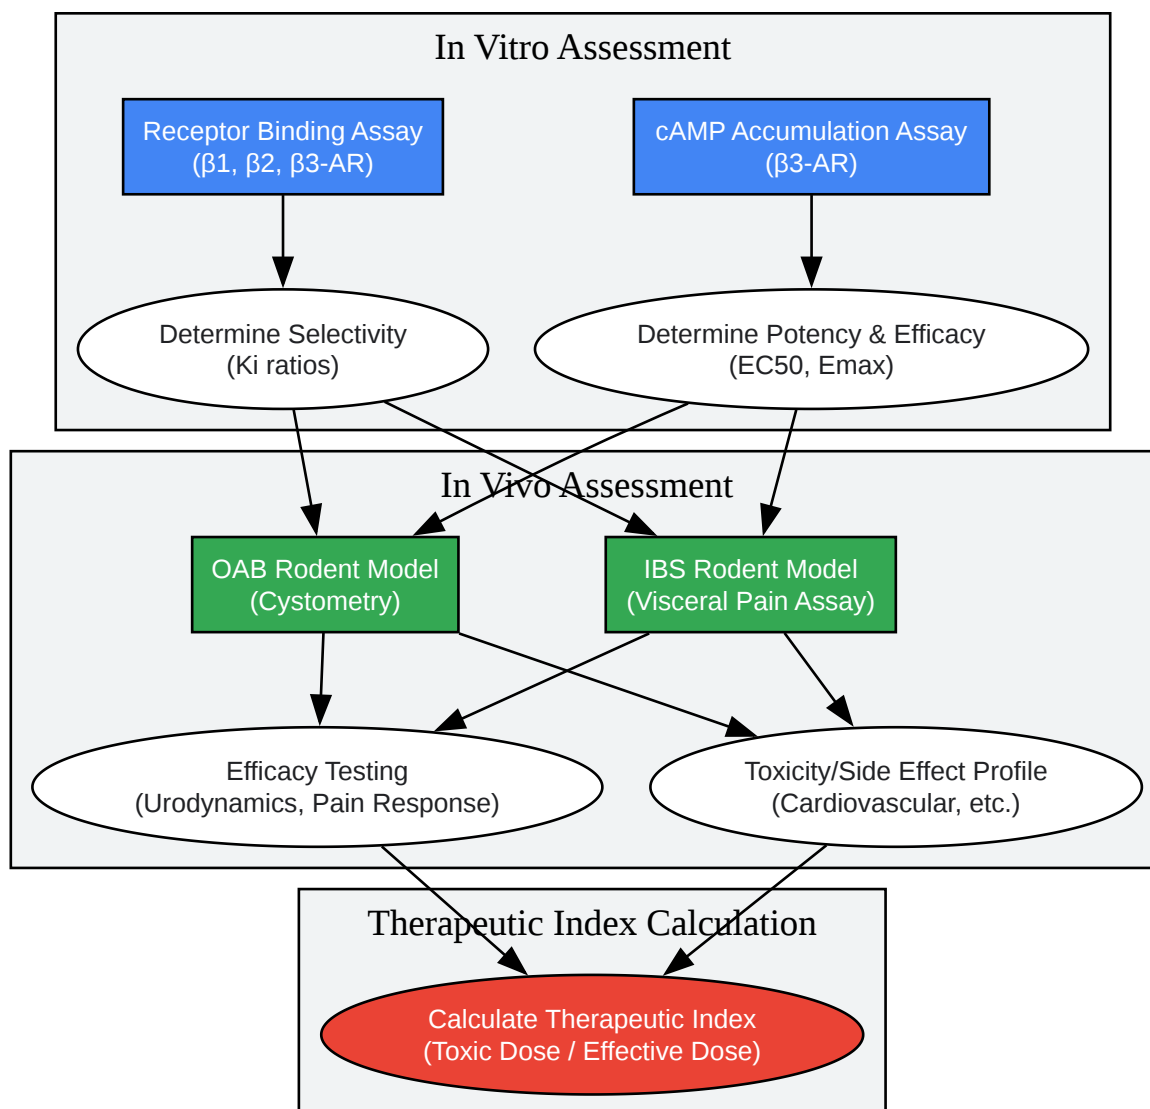 In Vitro Assessment
Receptor Binding Assay
(β1, β2, β3-AR)
cAMP Accumulation Assay
(β3-AR)
Determine Selectivity
(Ki ratios)
Determine Potency & Efficacy
(EC50, Emax)
In Vivo Assessment
OAB Rodent Model
(Cystometry)
IBS Rodent Model
(Visceral Pain Assay)
Efficacy Testing
(Urodynamics, Pain Response)
Toxicity/Side Effect Profile
(Cardiovascular, etc.)
Therapeutic Index Calculation
Calculate Therapeutic Index
(Toxic Dose / Effective Dose)